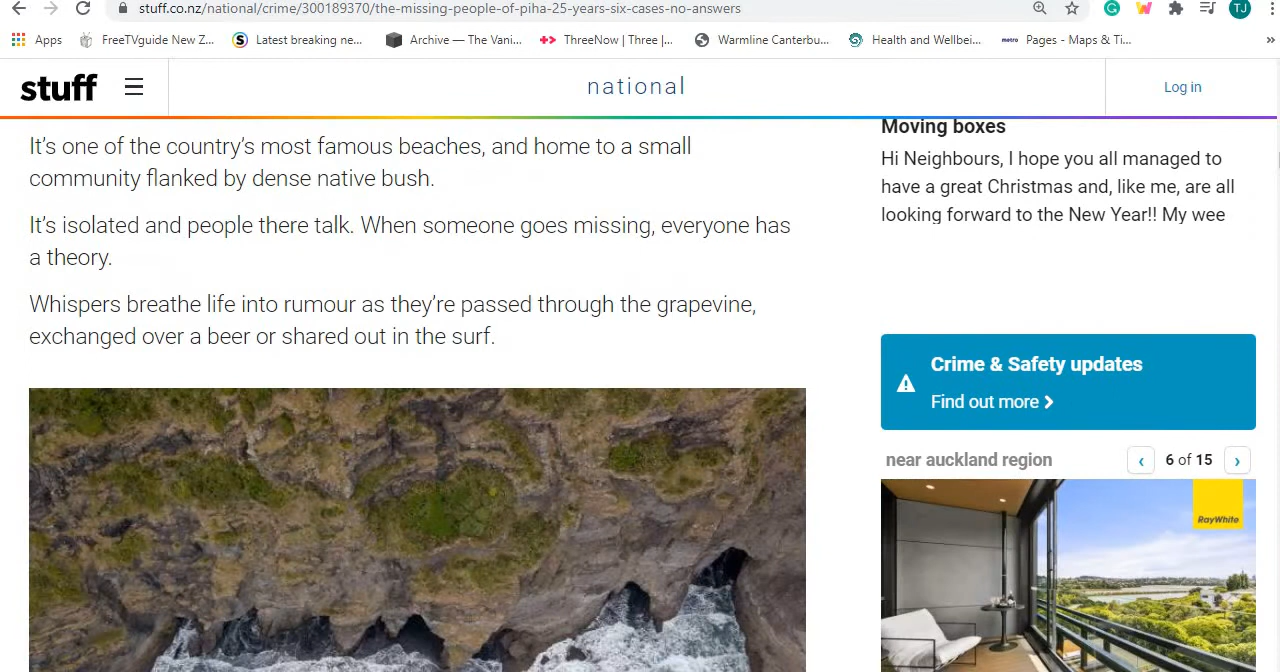 stuff.co.nz/national/crime/300189370/the-missing-people-of-piha-25-years-six-cases-no-answers
TJ
Apps FreeTVguide New Z... Latest breaking ne... Archive — The Vani... ThreeNow | Three |... Warmline Canterbu... Health and Wellbei... metro Pages - Maps & Ti... »
stuff
national
Log in
It's one of the country's most famous beaches, and home to a small
community flanked by dense native bush.
It's isolated and people there talk. When someone goes missing, everyone has
a theory.
Whispers breathe life into rumour as they're passed through the grapevine,
exchanged over a beer or shared out in the surf.
Moving boxes
Hi Neighbours, I hope you all managed to
have a great Christmas and, like me, are all
looking forward to the New Year!! My wee
Crime & Safety updates
Find out more
near auckland region
6 of 15
RayWhite